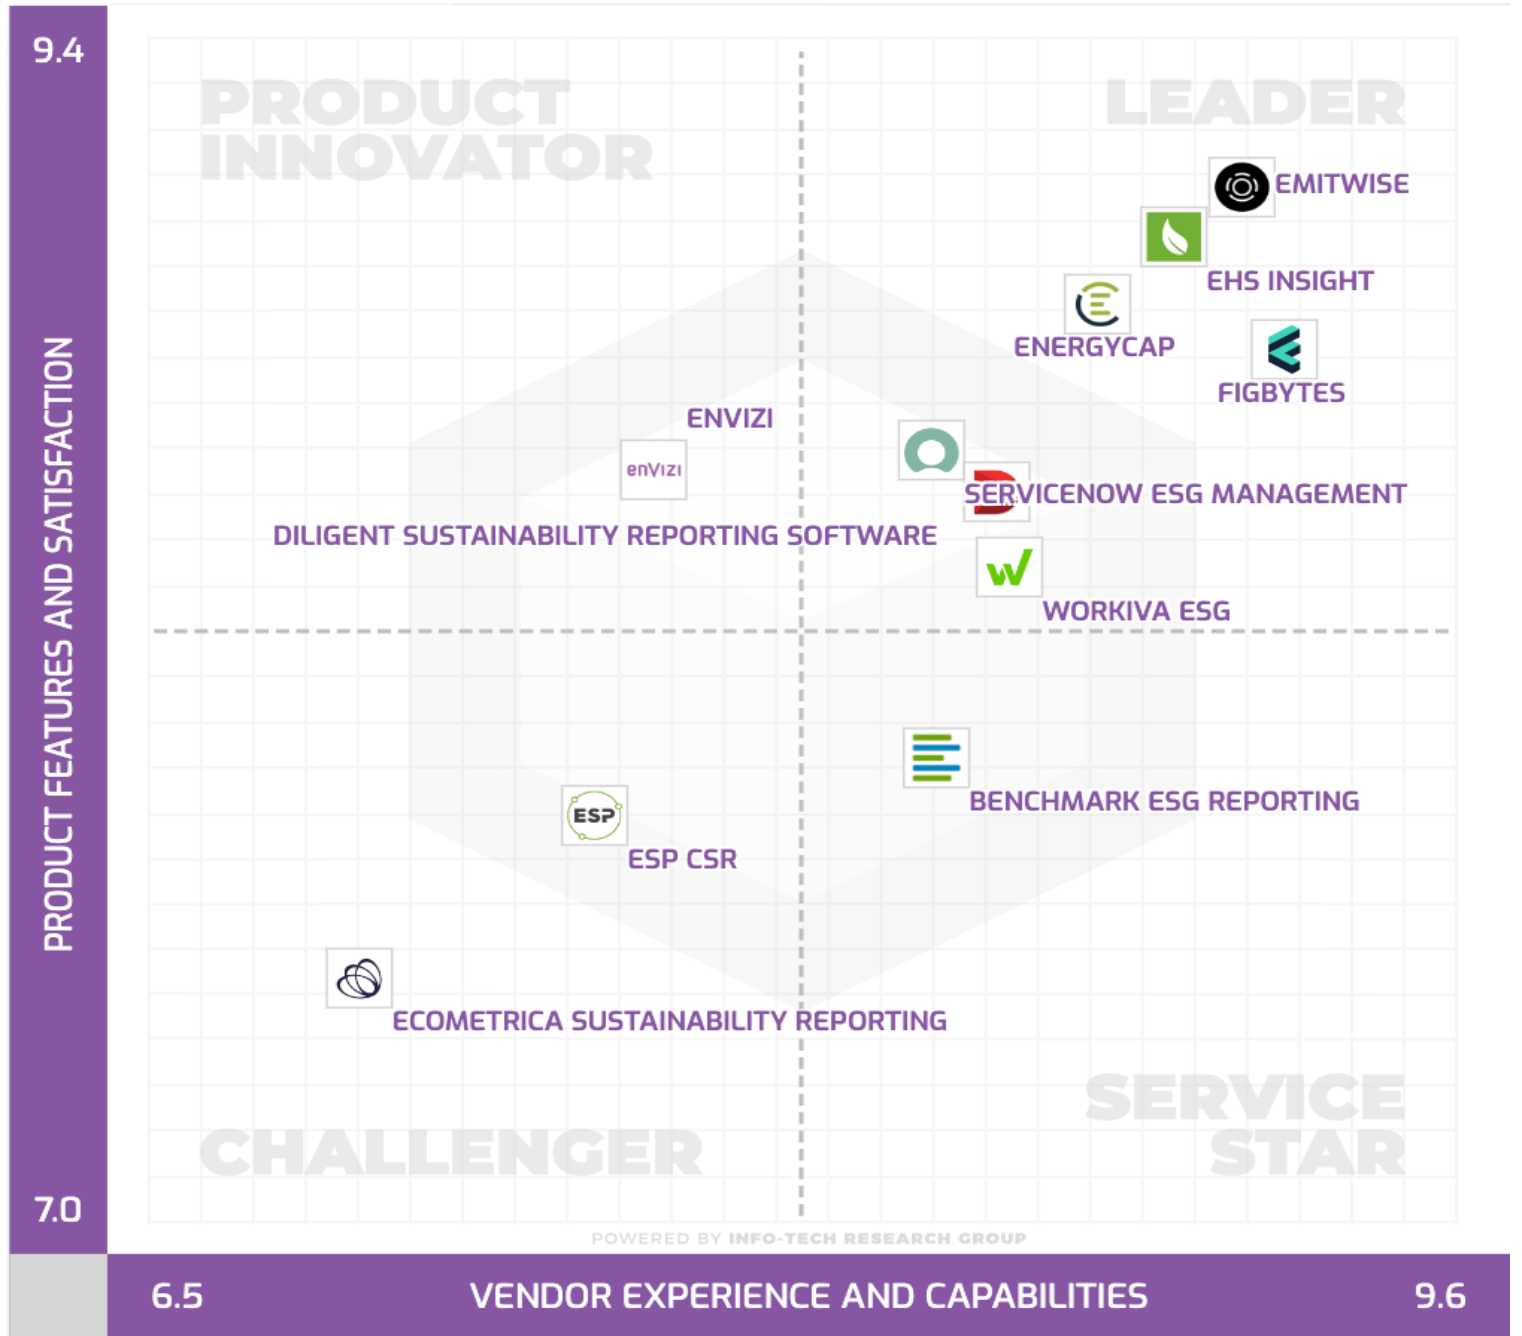 9.4
PRODUCT
INNOVATOR
LEADER
EMITWISE
EHS INSIGHT
ENERGYCAP
FIGBYTES
ENVIZI
enVizi
SERVICENOW ESG MANAGEMENT
DILIGENT SUSTAINABILITY REPORTING SOFTWARE
WORKIVA ESG
PRODUCT FEATURES AND SATISFACTION
BENCHMARK ESG REPORTING
ESP
ESP CSR
ECOMETRICA SUSTAINABILITY REPORTING
CHALLENGER
SERVICE
STAR
7.0
POWERED BY INFO-TECH RESEARCH GROUP
6.5 VENDOR EXPERIENCE AND CAPABILITIES 9.6